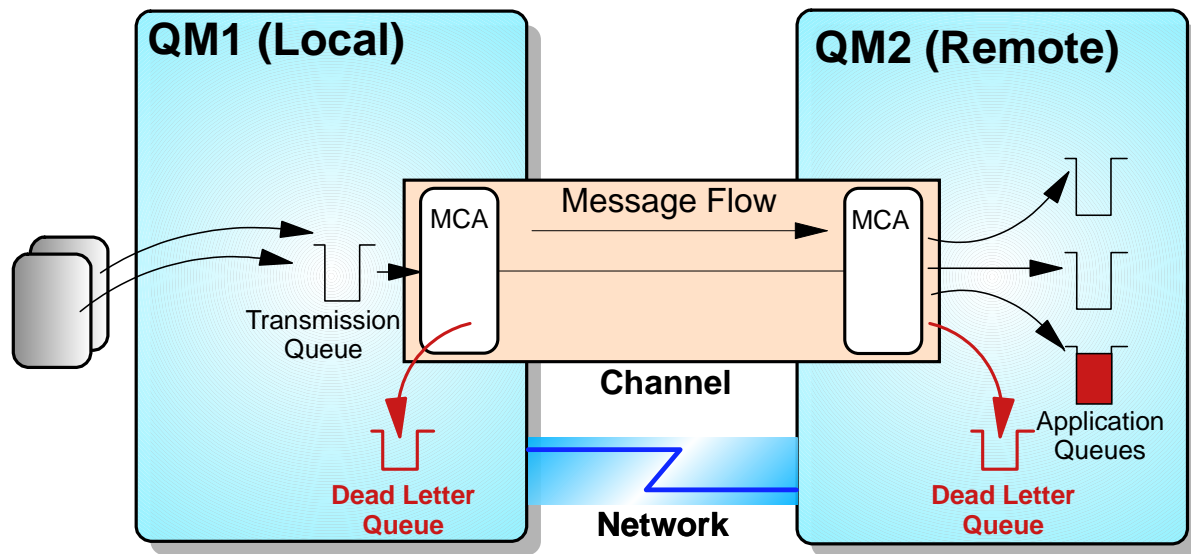 QM1 (Local)
QM2 (Remote)
Message Flow
MCA
MCA
Transmission
Queue
Channel
Application
Queues
Dead Letter
Queue
Dead Letter
Queue
Network